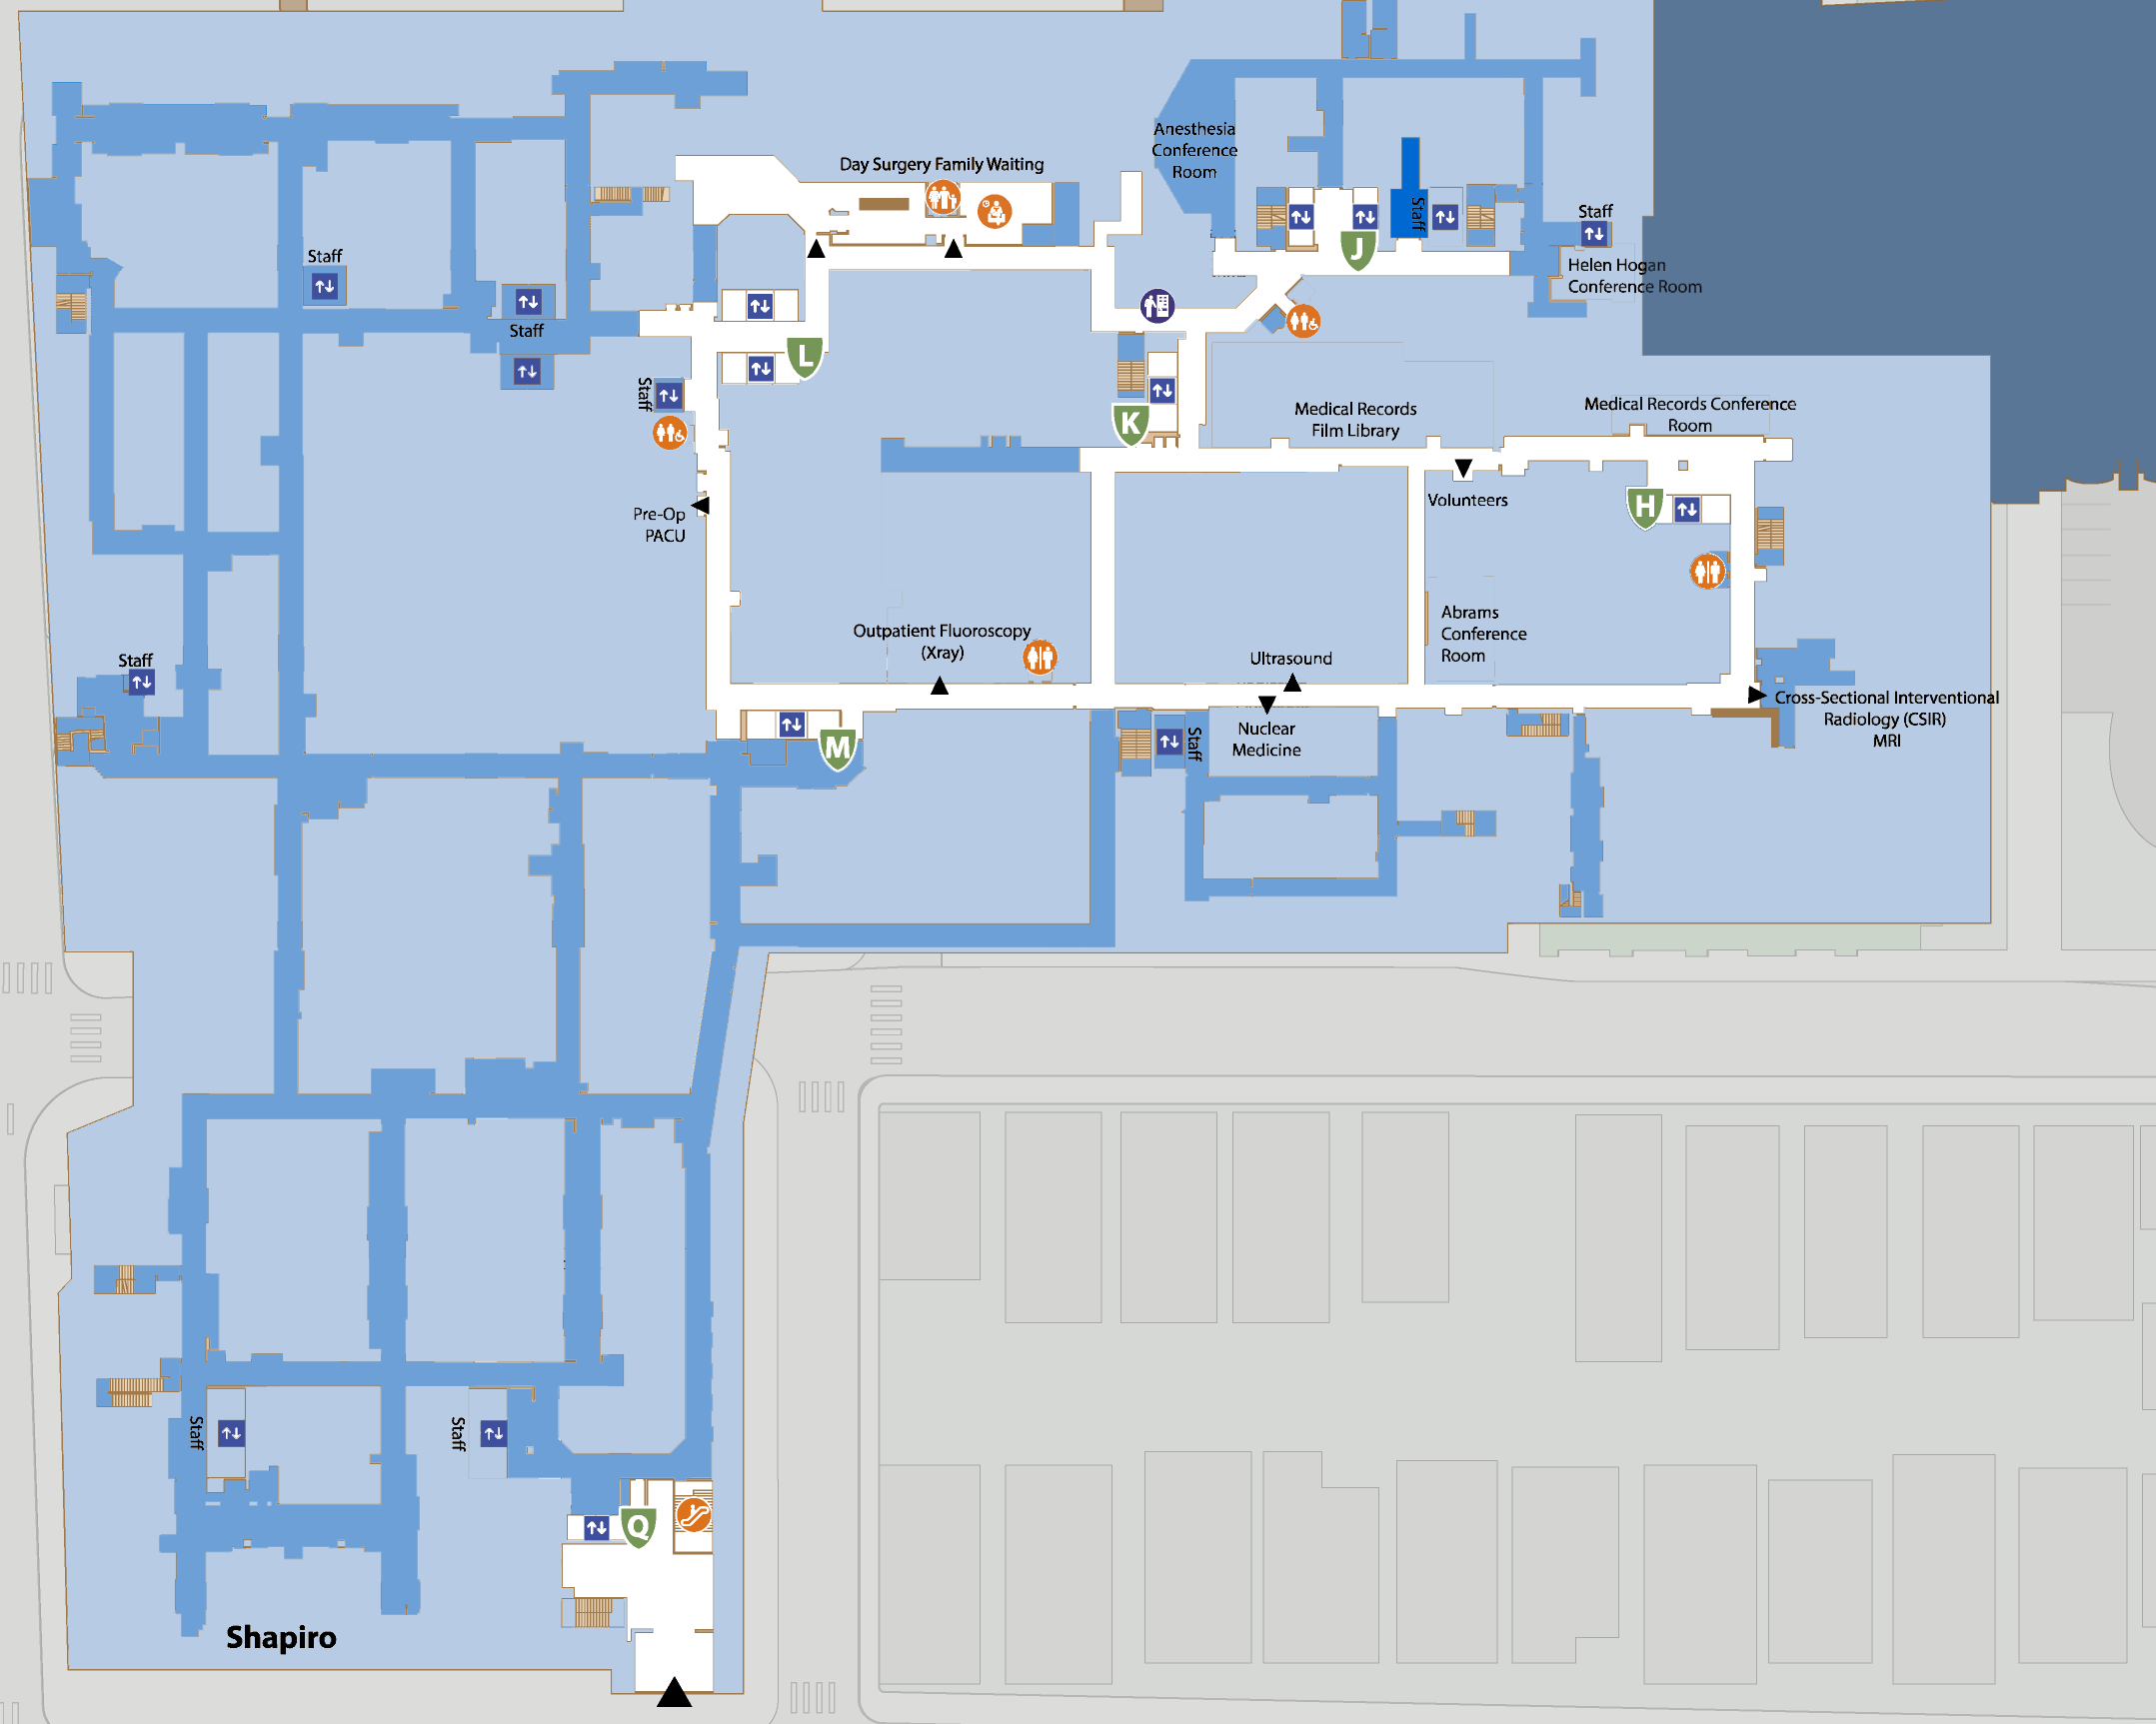 Anesthesia
Conference
Room
Day Surgery Family Waiting
Staff
Staff
Staff
J
Helen Hogan
Conference Room
Staff
L
Staff
K
Medical Records
Film Library
Medical Records Conference
Room
Volunteers
H
Pre-Op
PACU
Abrams
Conference
Room
Outpatient Fluoroscopy
(Xray)
Ultrasound
Staff
Cross-Sectional Interventional
Radiology (CSIR)
MRI
Nuclear
Medicine
Staff
M
Staff
Staff
Q
Shapiro